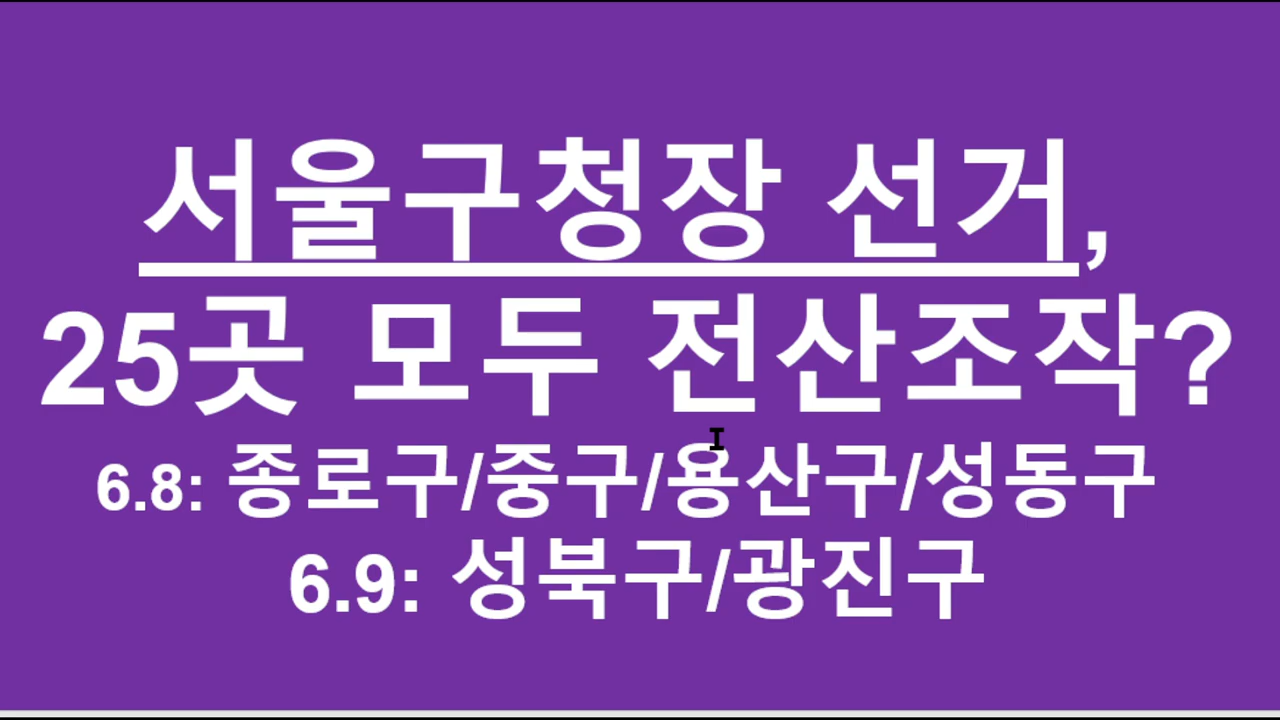 서울구청장 선거,
25곳 모두 전산조작?
6.8: 종로구/중구/용산구/성동구
6.9: 성북구/광진구